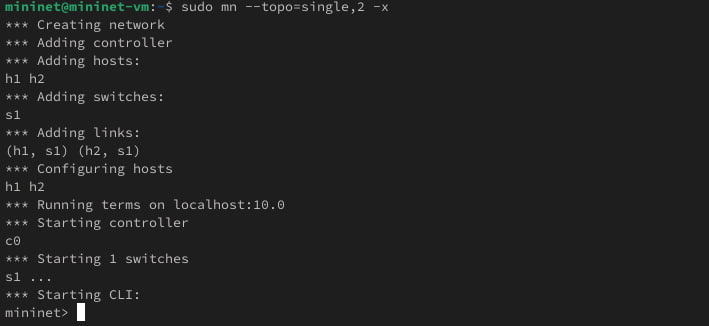 mininet@mininet-vm:~$ sudo mn --topo=single,2 -x
*** Creating network
*** Adding controller
*** Adding hosts:
h1 h2
*** Adding switches:
s1
*** Adding links:
(h1, s1) (h2, s1)
*** Configuring hosts
h1 h2
*** Running terms on localhost:10.0
*** Starting controller
c0
*** Starting 1 switches
s1 ...
*** Starting CLI:
mininet>